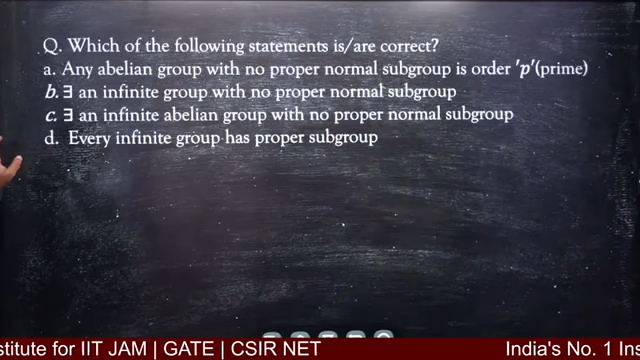 Q. Which of the following statements is/are correct?
a. Any abelian group with no proper normal subgroup is order 'p'(prime)
b. ∃ an infinite group with no proper normal subgroup
c. ∃ an infinite abelian group with no proper normal subgroup
d. Every infinite group has proper subgroup
stitute for IIT JAM | GATE | CSIR NET India's No. 1 Ins